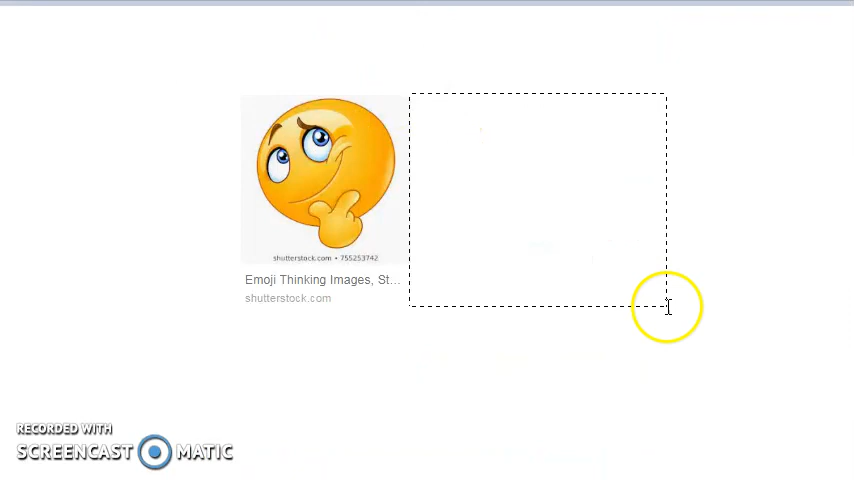 shutterstock.com • 755253742
Emoji Thinking Images, St...
shutterstock.com
RECORDED WITH
SCREENCAST MATIC